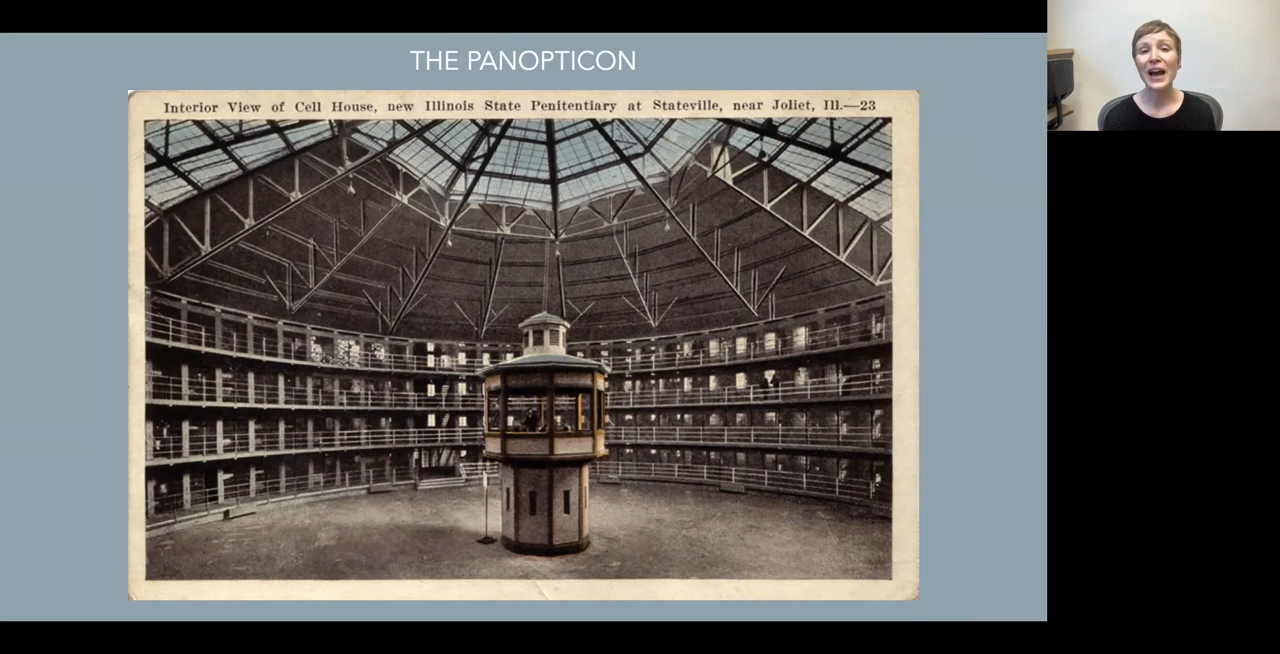 THE PANOPTICON
Interior View of Cell House, new Illinois State Penitentiary at Stateville, near Joliet, Ill.—23